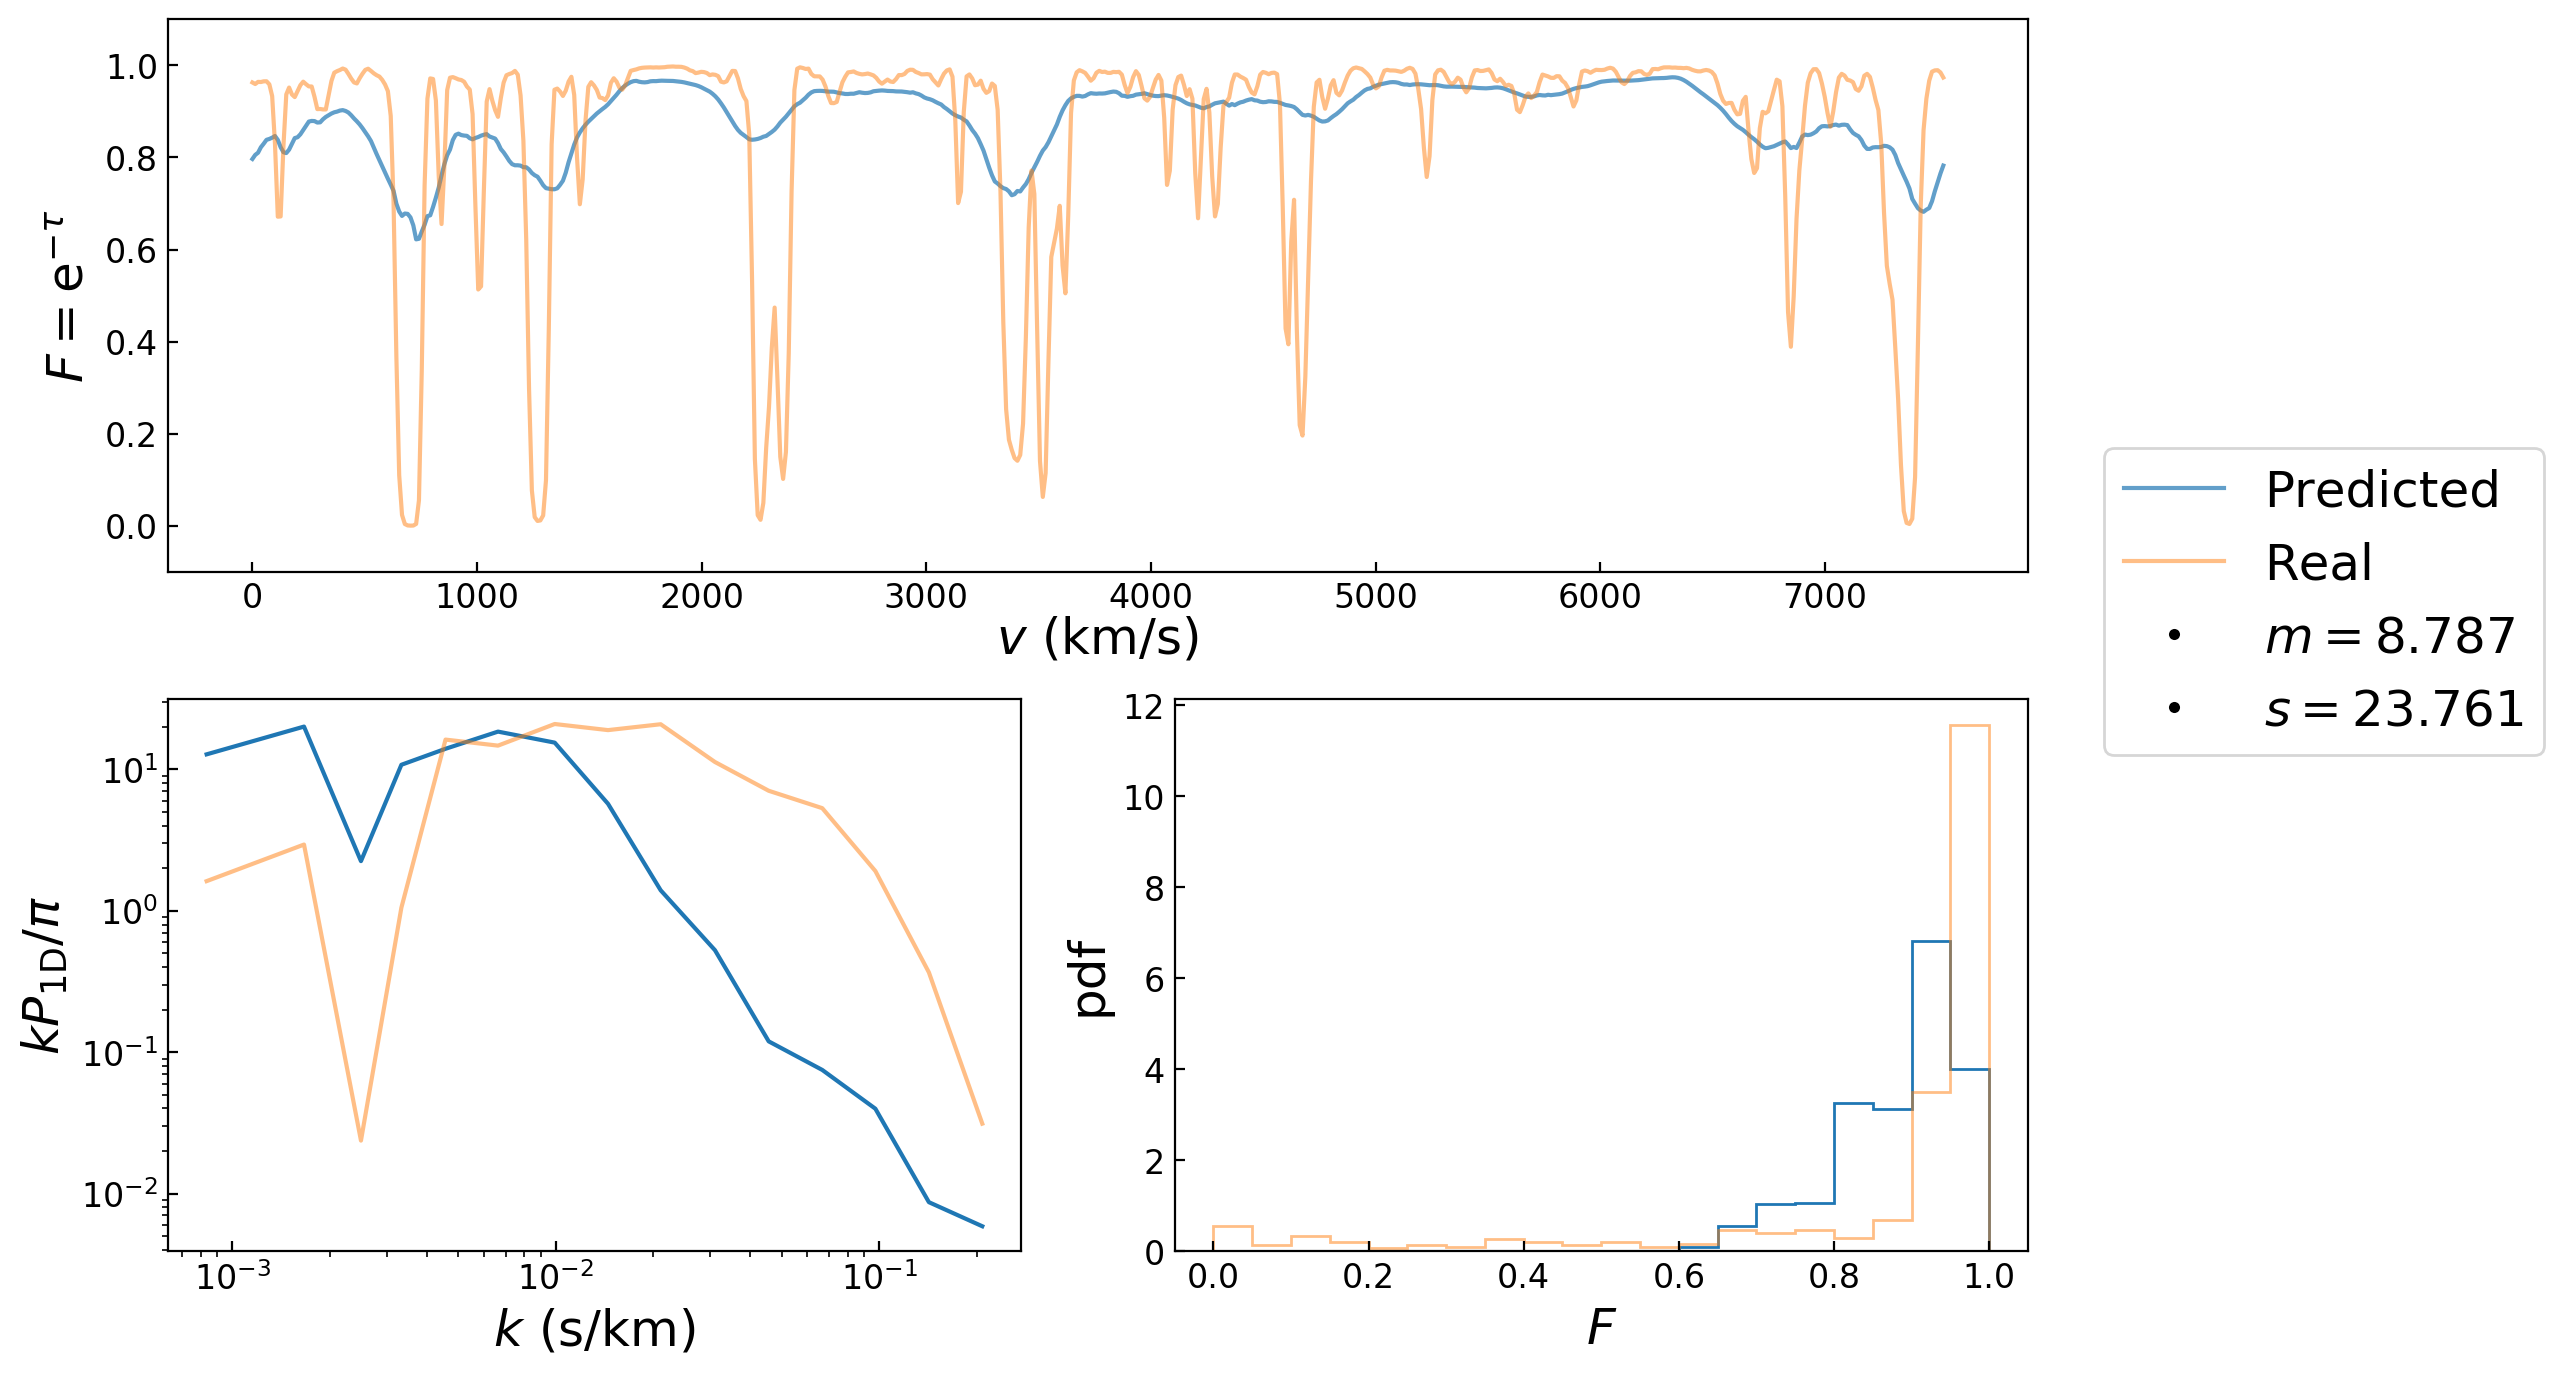 F = e^{−τ}
1.0
0.8
0.6
0.4
0.2
0.0
0 1000 2000 3000 4000 5000 6000 7000
v (km/s)
Predicted
Real
m = 8.787
s = 23.761
kP_{1D}/π
10^1
10^0
10^{−1}
10^{−2}
10^{−3} 10^{−2} 10^{−1}
k (s/km)
pdf
12
10
8
6
4
2
0
0.0 0.2 0.4 0.6 0.8 1.0
F